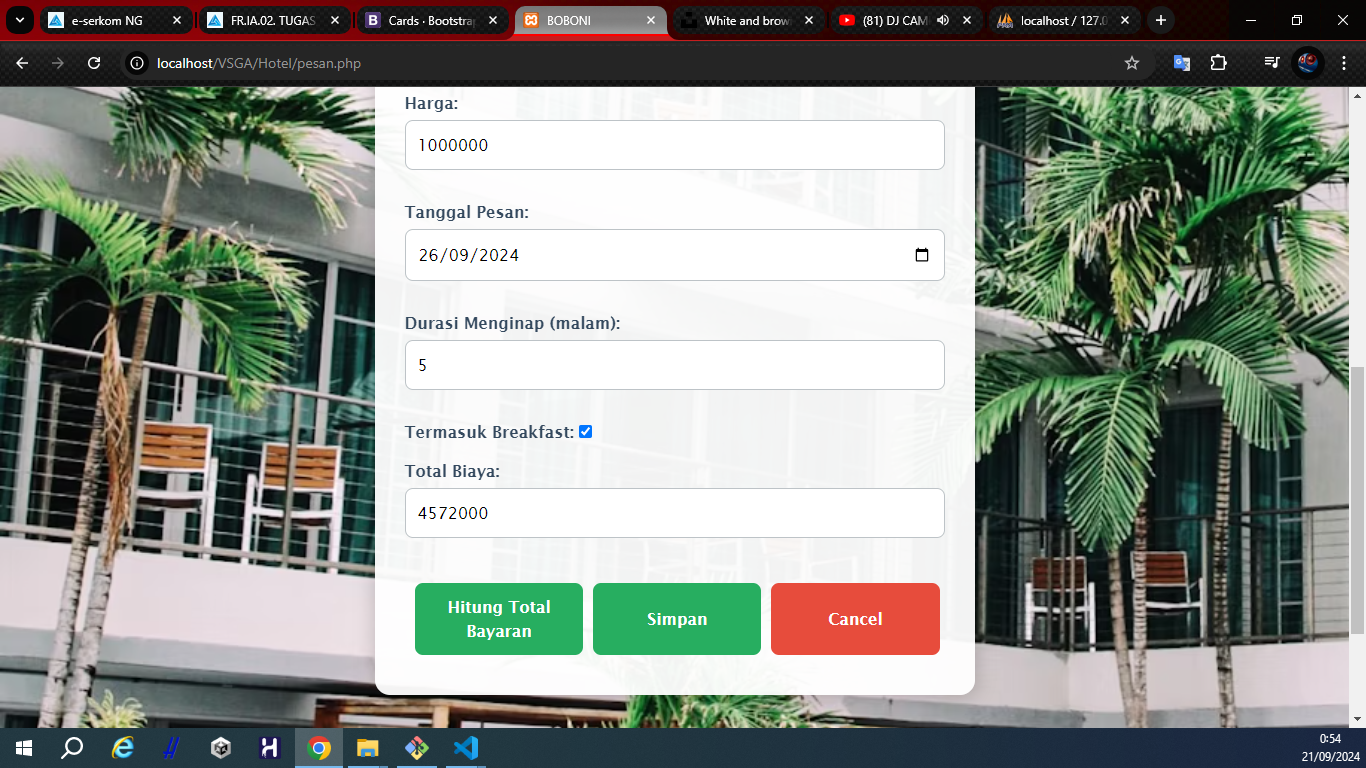 e-serkom NG
FR.IA.02. TUGAS
Cards · Bootstrap
BOBONI
White and brow
(81) DJ CAM
localhost / 127.0
localhost/VSGA/Hotel/pesan.php
Harga:
1000000
Tanggal Pesan:
26/09/2024
Durasi Menginap (malam):
5
Termasuk Breakfast:
Total Biaya:
4572000
Hitung Total
Bayaran
Simpan
Cancel
0:54
21/09/2024